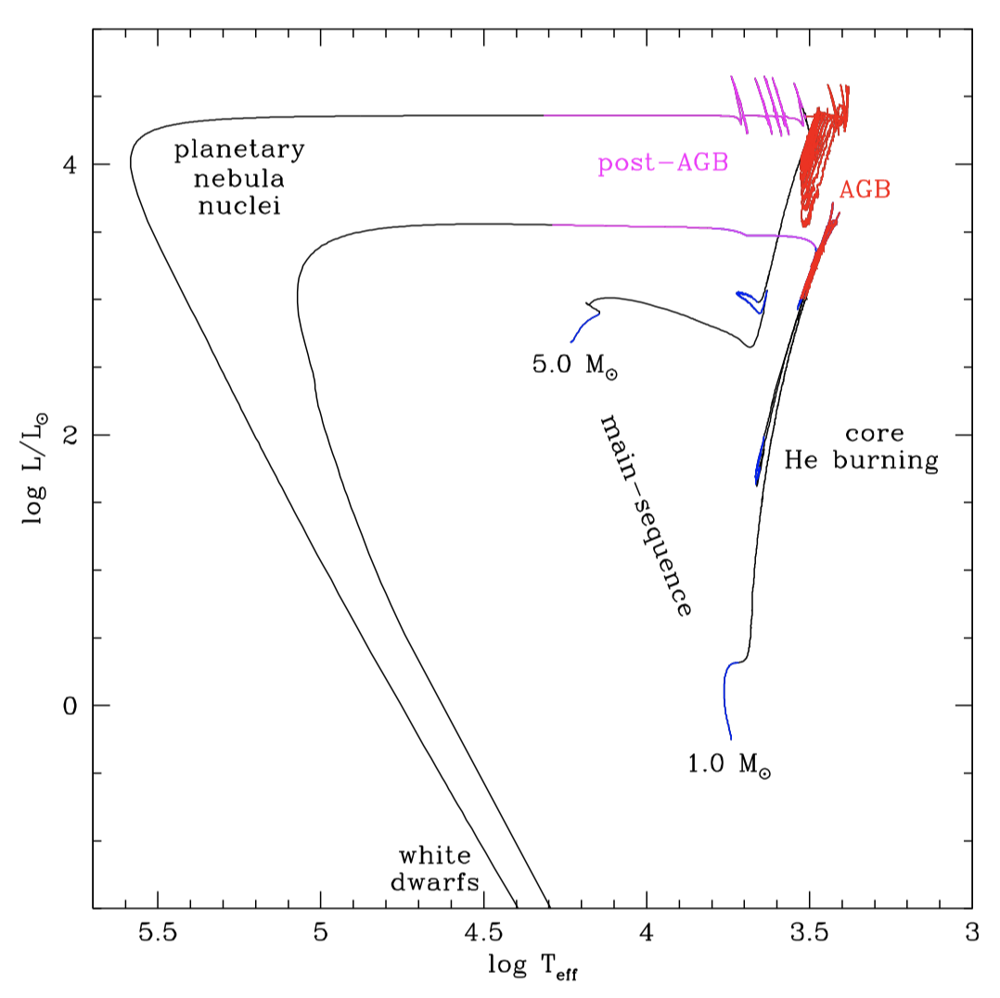 planetary
nebula
nuclei
post−AGB
AGB
5.0 M☉
main−sequence
core
He burning
1.0 M☉
white
dwarfs
log L/L☉
4
2
0
5.5
5
4.5
4
3.5
3
log Teff